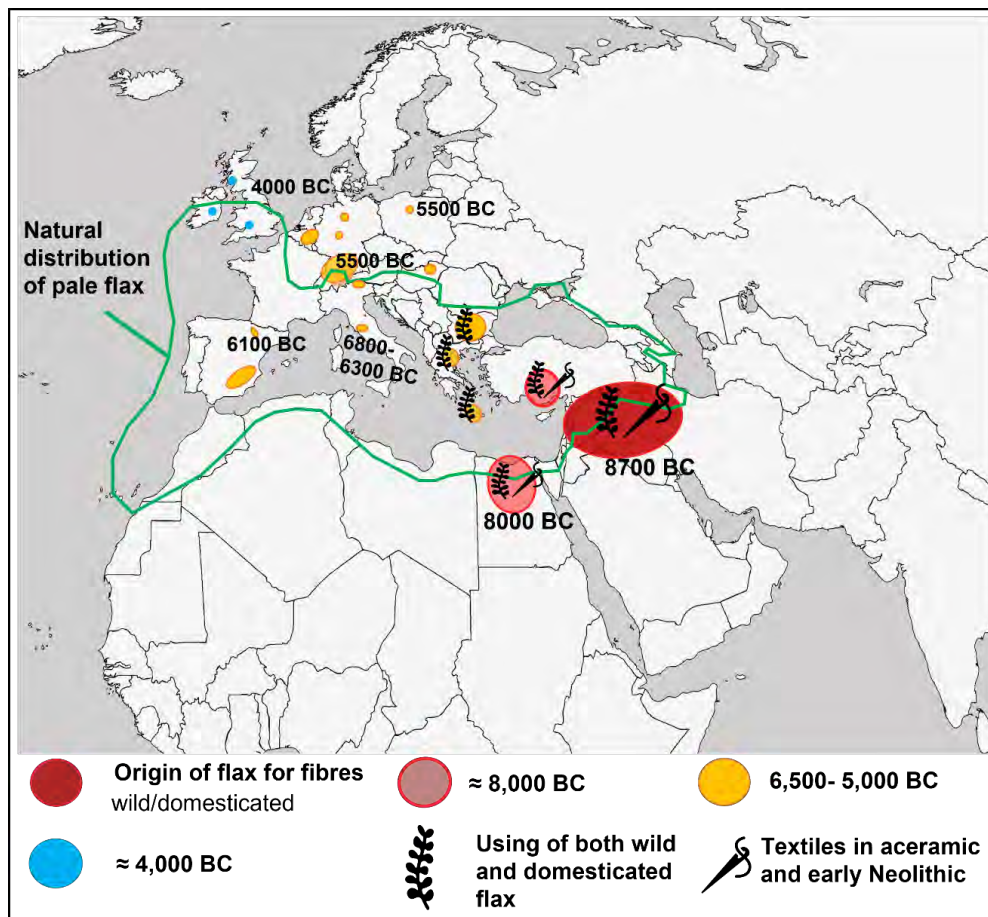 4000 BC
5500 BC
Natural
distribution
of pale flax
5500 BC
6100 BC
6800-
6300 BC
8700 BC
8000 BC
Origin of flax for fibres
wild/domesticated
≈ 8,000 BC
6,500- 5,000 BC
≈ 4,000 BC
Using of both wild
and domesticated
flax
Textiles in aceramic
and early Neolithic